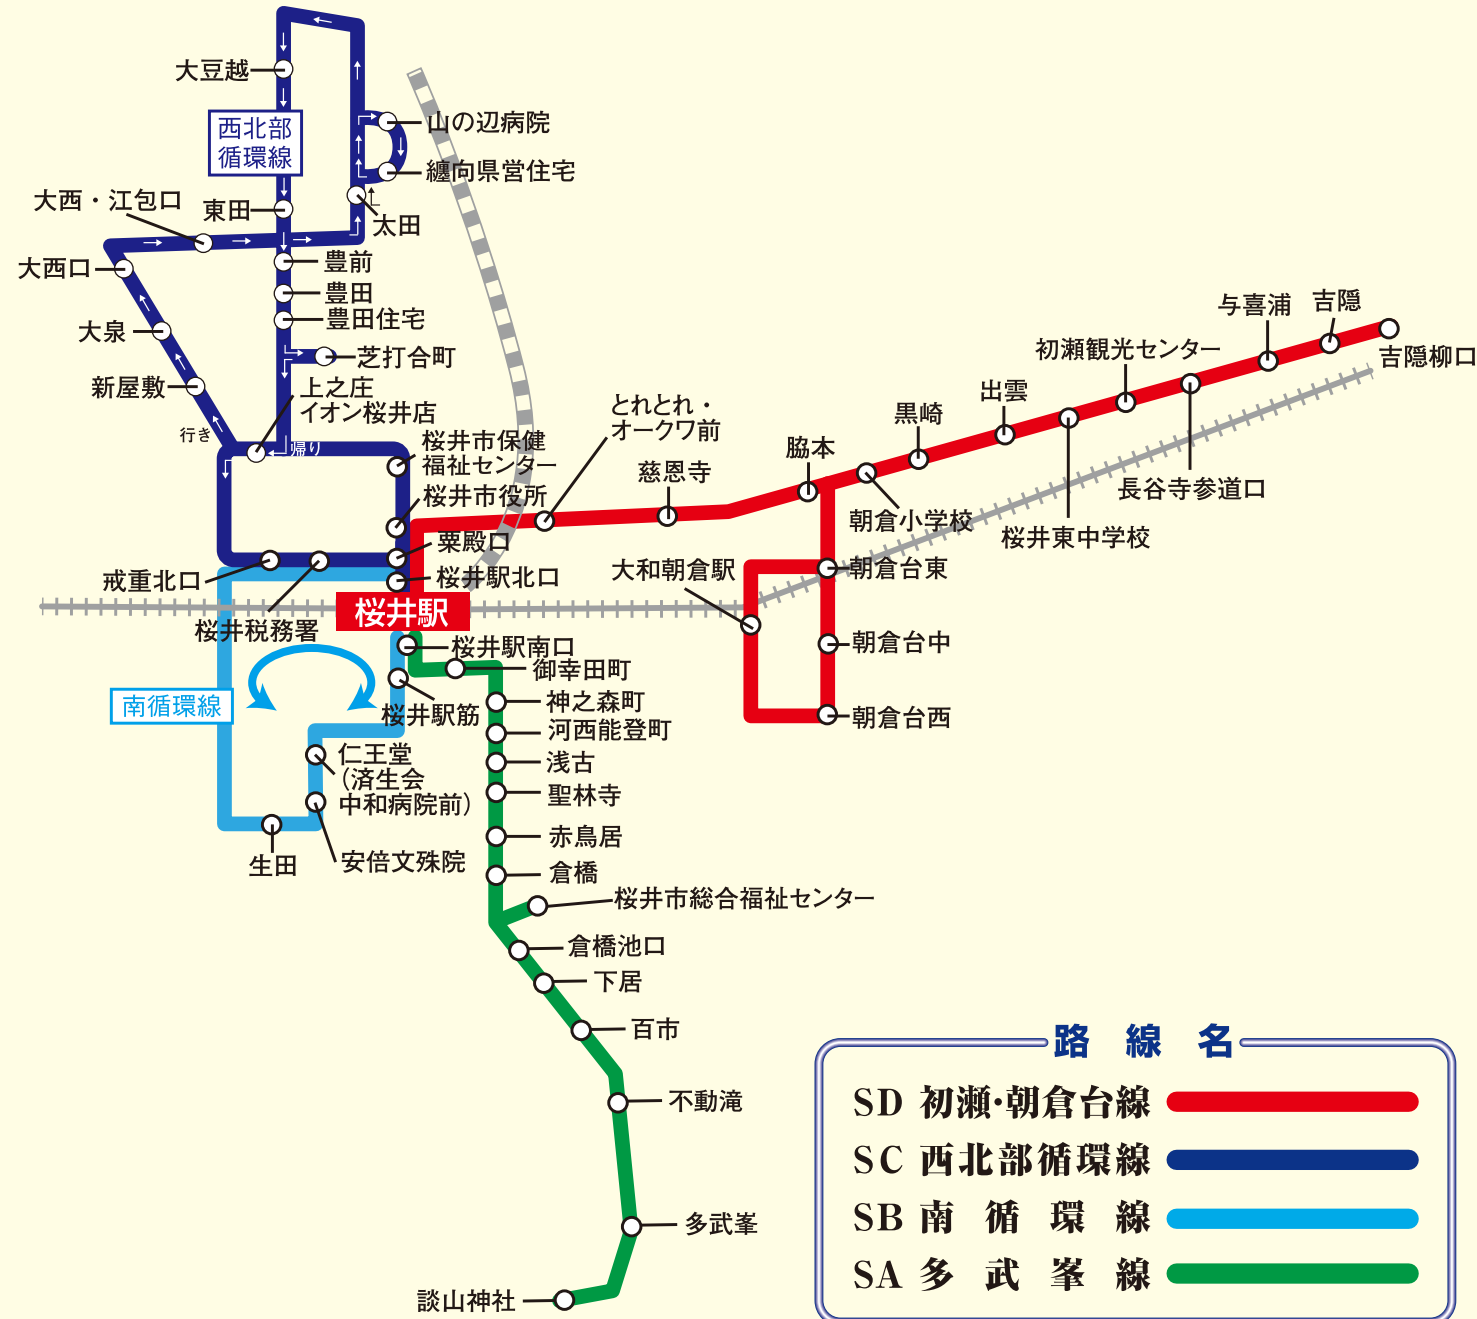 大豆越
西北部
循環線
山の辺病院
纏向県営住宅
大西・江包口
東田
太田
大西口
豊前
豊田
豊田住宅
大泉
芝打合町
新屋敷
上之庄
イオン桜井店
行き
帰り
桜井市保健
福祉センター
桜井市役所
粟殿口
戒重北口
桜井駅北口
桜井税務署
桜井駅
とれとれ・
オークワ前
慈恩寺
脇本
黒崎
出雲
初瀬観光センター
与喜浦
吉隠
吉隠柳口
長谷寺参道口
桜井東中学校
朝倉小学校
大和朝倉駅
朝倉台東
朝倉台中
朝倉台西
桜井駅南口
御幸田町
南循環線
桜井駅筋
神之森町
河西能登町
仁王堂
（済生会
中和病院前）
浅古
聖林寺
赤鳥居
生田
安倍文殊院
倉橋
桜井市総合福祉センター
倉橋池口
下居
百市
不動滝
多武峯
談山神社
路線名
SD 初瀬・朝倉台線
SC 西北部循環線
SB 南循環線
SA 多武峯線